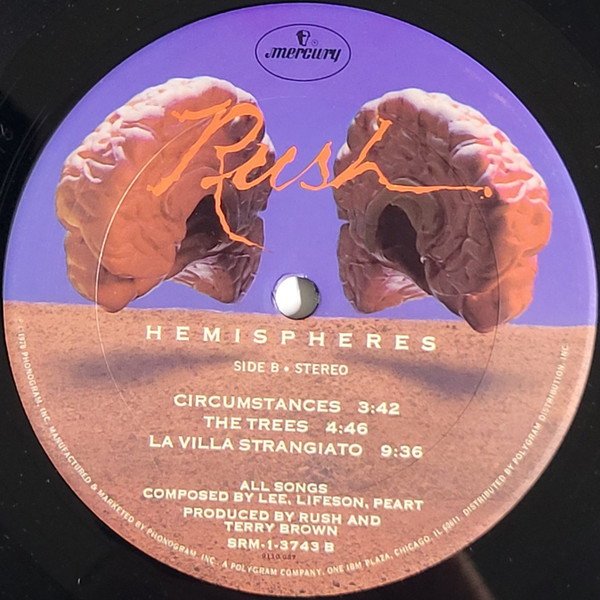 mercury
Rush
HEMISPHERES
SIDE B • STEREO
CIRCUMSTANCES 3:42
THE TREES 4:46
LA VILLA STRANGIATO 9:36
ALL SONGS
COMPOSED BY LEE, LIFESON, PEART
PRODUCED BY RUSH AND
TERRY BROWN
SRM-1-3743 B
℗1978 PHONOGRAM, INC. MANUFACTURED & MARKETED BY PHONOGRAM, INC. A POLYGRAM COMPANY, ONE IBM PLAZA, CHICAGO, IL 60611. DISTRIBUTED BY POLYGRAM DISTRIBUTION, INC.